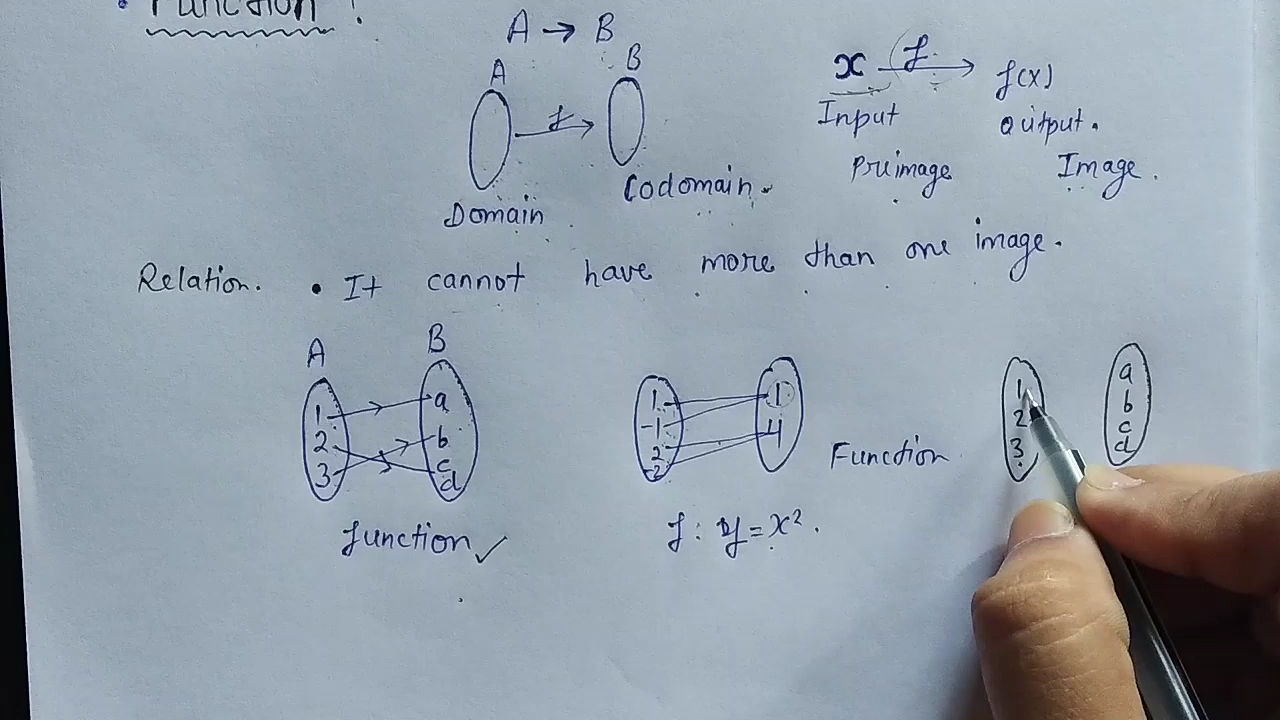 • Function :
A → B
A B
f
Domain
Codomain.
x f f(x)
Input output.
Preimage Image.
Relation. • It cannot have more than one image.
A B
1 a
2 b
3 c
d
function ✓
1 1
-1 4
2
-2
Function
f : y = x².
1 a
2 b
3 c
d